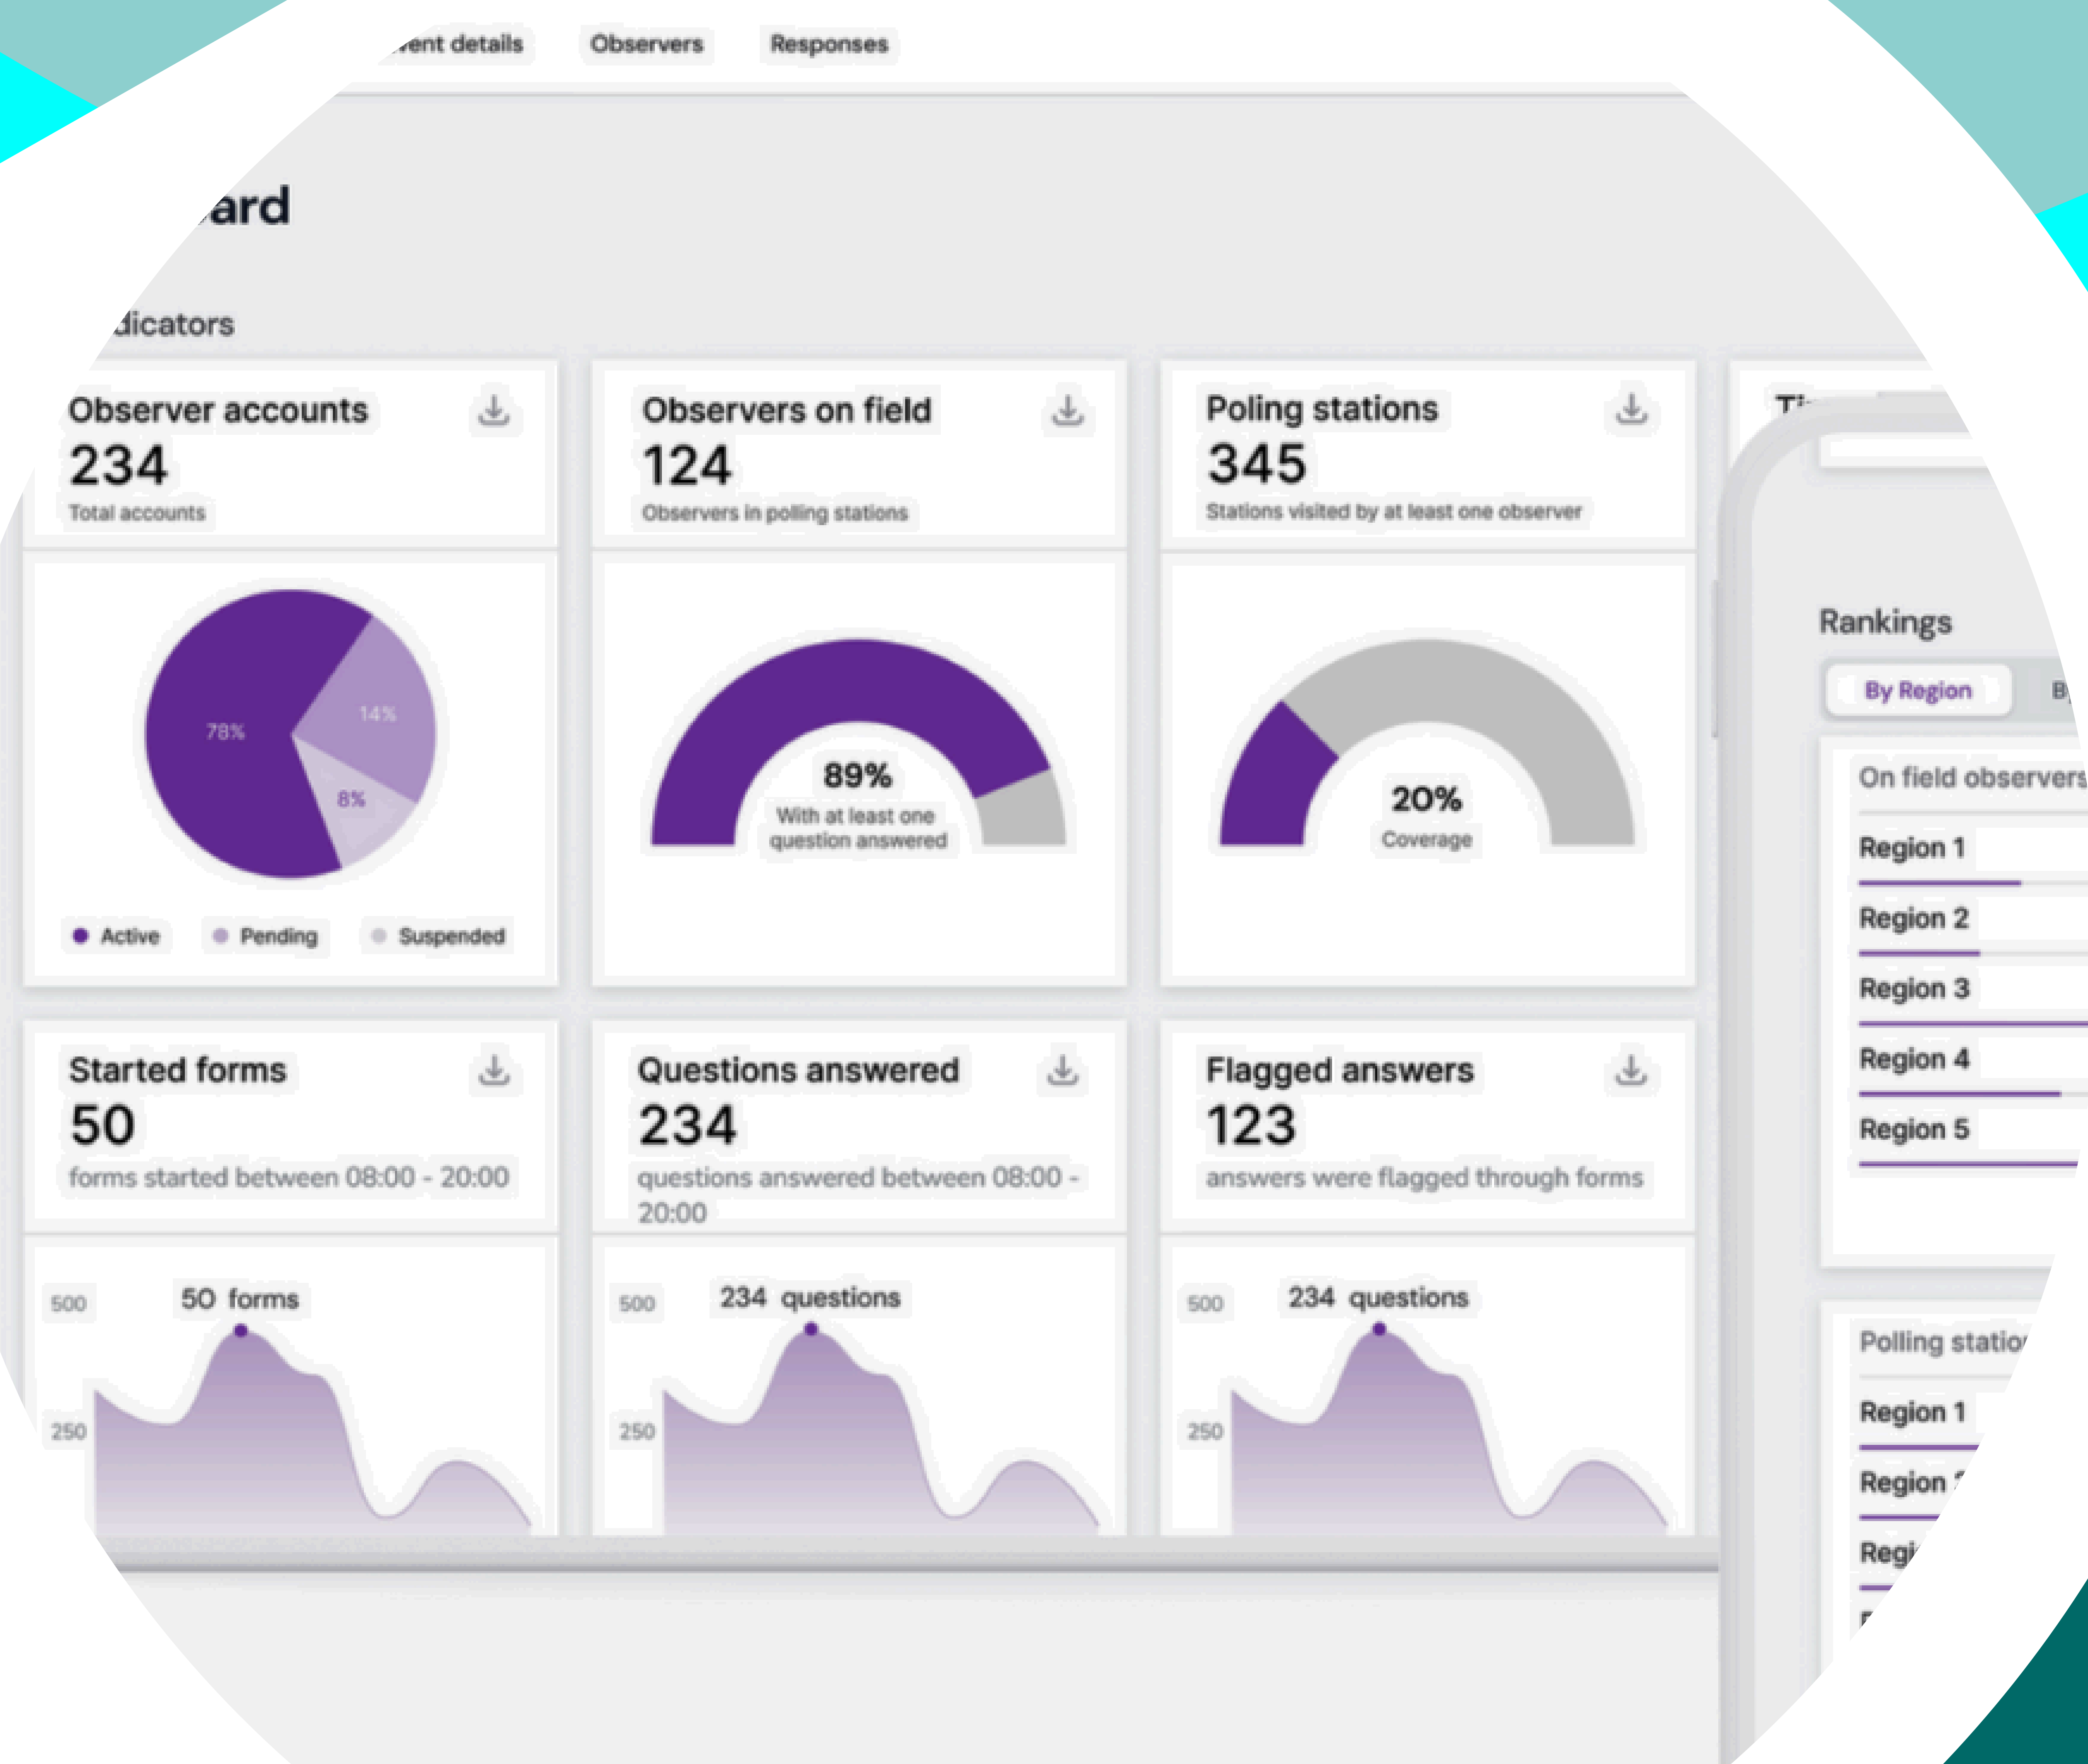 details
Observers
Responses
Observer accounts
234
Total accounts
78%
14%
8%
Active
Pending
Suspended
Observers on field
124
Observers in polling stations
89%
With at least one
question answered
Poling stations
345
Stations visited by at least one observer
20%
Coverage
Started forms
50
forms started between 08:00 - 20:00
500
50 forms
250
Questions answered
234
questions answered between 08:00 -
20:00
500
234 questions
250
Flagged answers
123
answers were flagged through forms
500
234 questions
250
Rankings
By Region
On field observers
Region 1
Region 2
Region 3
Region 4
Region 5
Polling
Region 1
Region